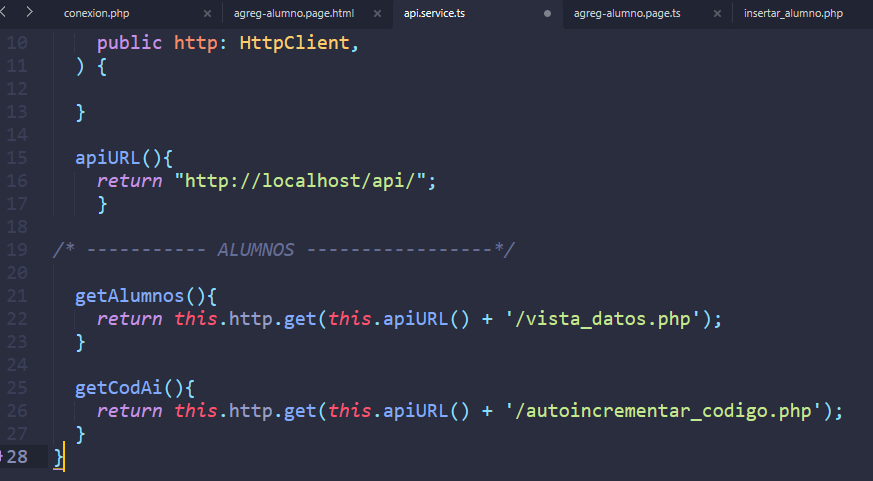 conexion.php × agreg-alumno.page.html × api.service.ts ● agreg-alumno.page.ts × insertar_alumno.php
10 public http: HttpClient,
11 ) {
12
13 }
14
15 apiURL(){
16 return "http://localhost/api/";
17 }
18
19 /* ----------- ALUMNOS -----------------*/
20
21 getAlumnos(){
22 return this.http.get(this.apiURL() + '/vista_datos.php');
23 }
24
25 getCodAi(){
26 return this.http.get(this.apiURL() + '/autoincrementar_codigo.php');
27 }
28 }